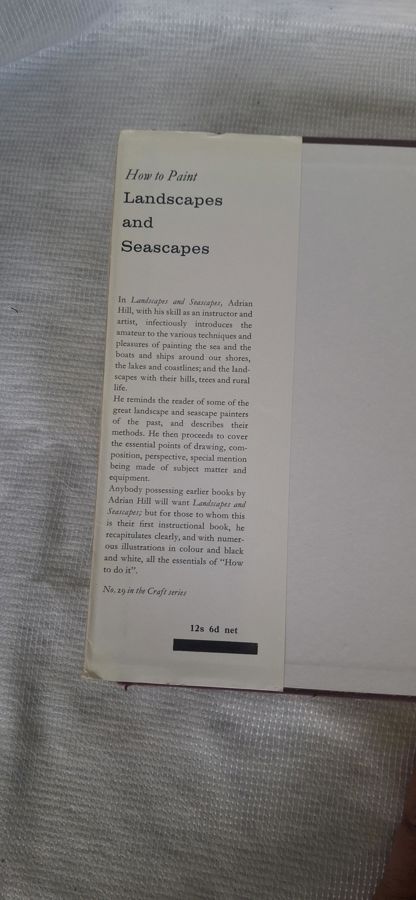 How to Paint
Landscapes
and
Seascapes
In Landscapes and Seascapes, Adrian
Hill, with his skill as an instructor and
artist, infectiously introduces the
amateur to the various techniques and
pleasures of painting the sea and the
boats and ships around our shores,
the lakes and coastlines; and the land-
scapes with their hills, trees and rural
life.
He reminds the reader of some of the
great landscape and seascape painters
of the past, and describes their
methods. He then proceeds to cover
the essential points of drawing, com-
position, perspective, special mention
being made of subject matter and
equipment.
Anybody possessing earlier books by
Adrian Hill will want Landscapes and
Seascapes; but for those to whom this
is their first instructional book, he
recapitulates clearly, and with numer-
ous illustrations in colour and black
and white, all the essentials of "How
to do it".
No. 29 in the Craft series
12s 6d net